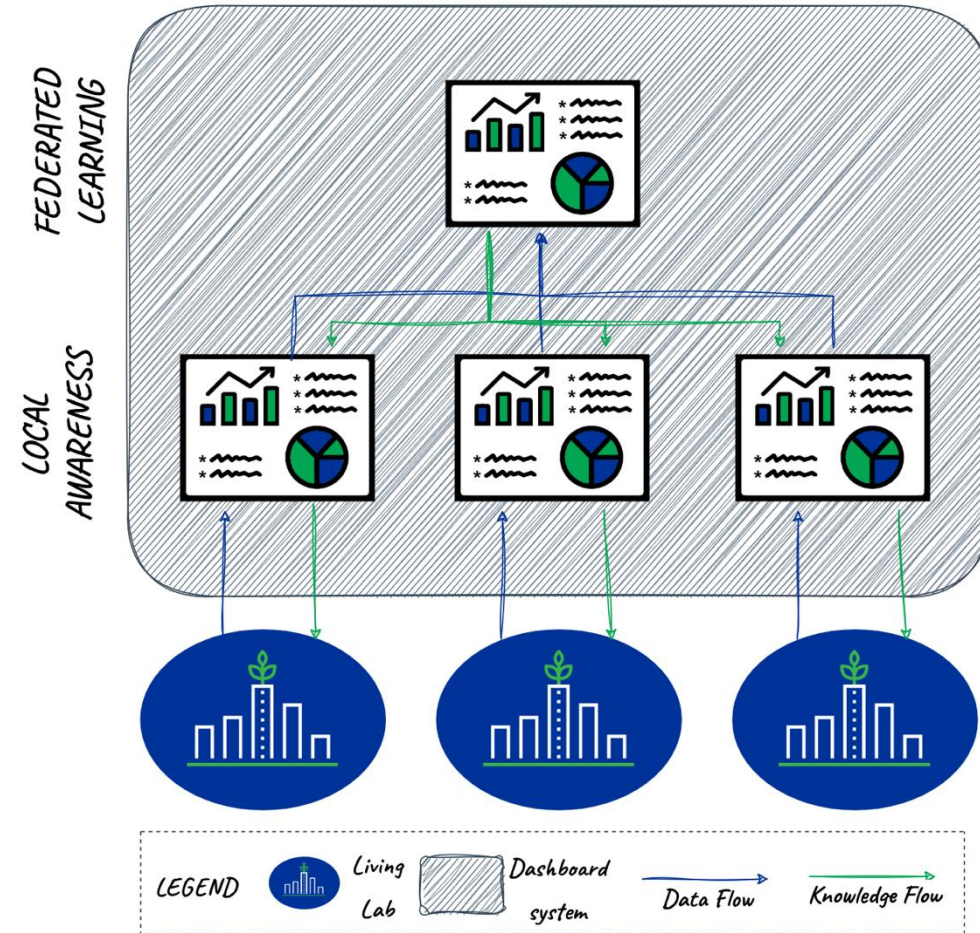 FEDERATED
LEARNING
LOCAL
AWARENESS
LEGEND
Living
Lab
Dashboard
system
Data Flow
Knowledge Flow